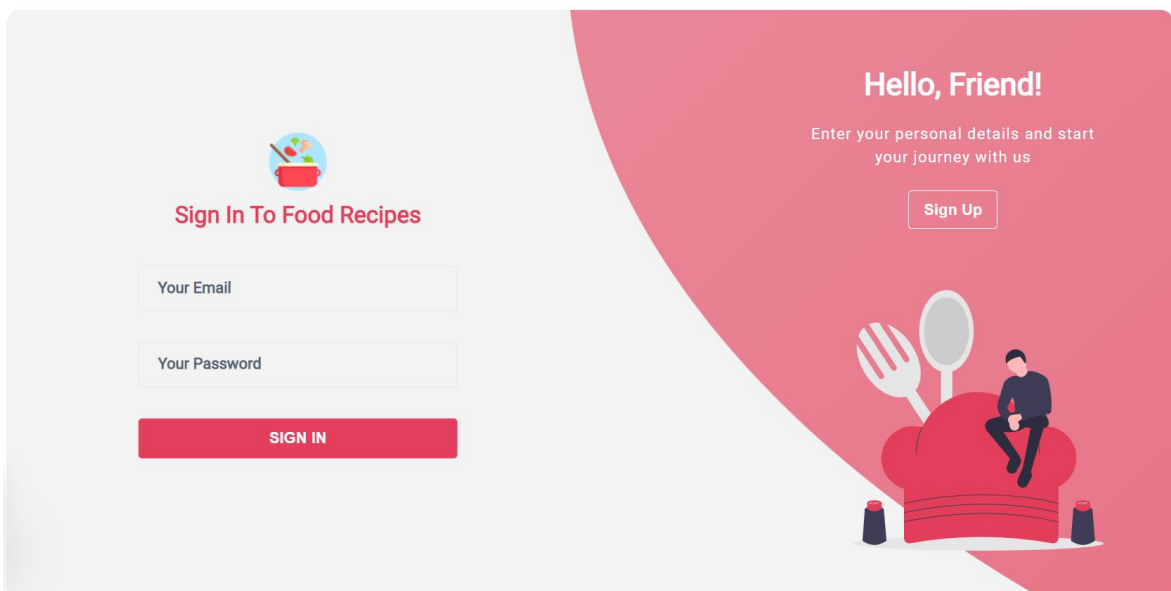 Sign In To Food Recipes
Your Email
Your Password
SIGN IN
Hello, Friend!
Enter your personal details and start
your journey with us
Sign Up